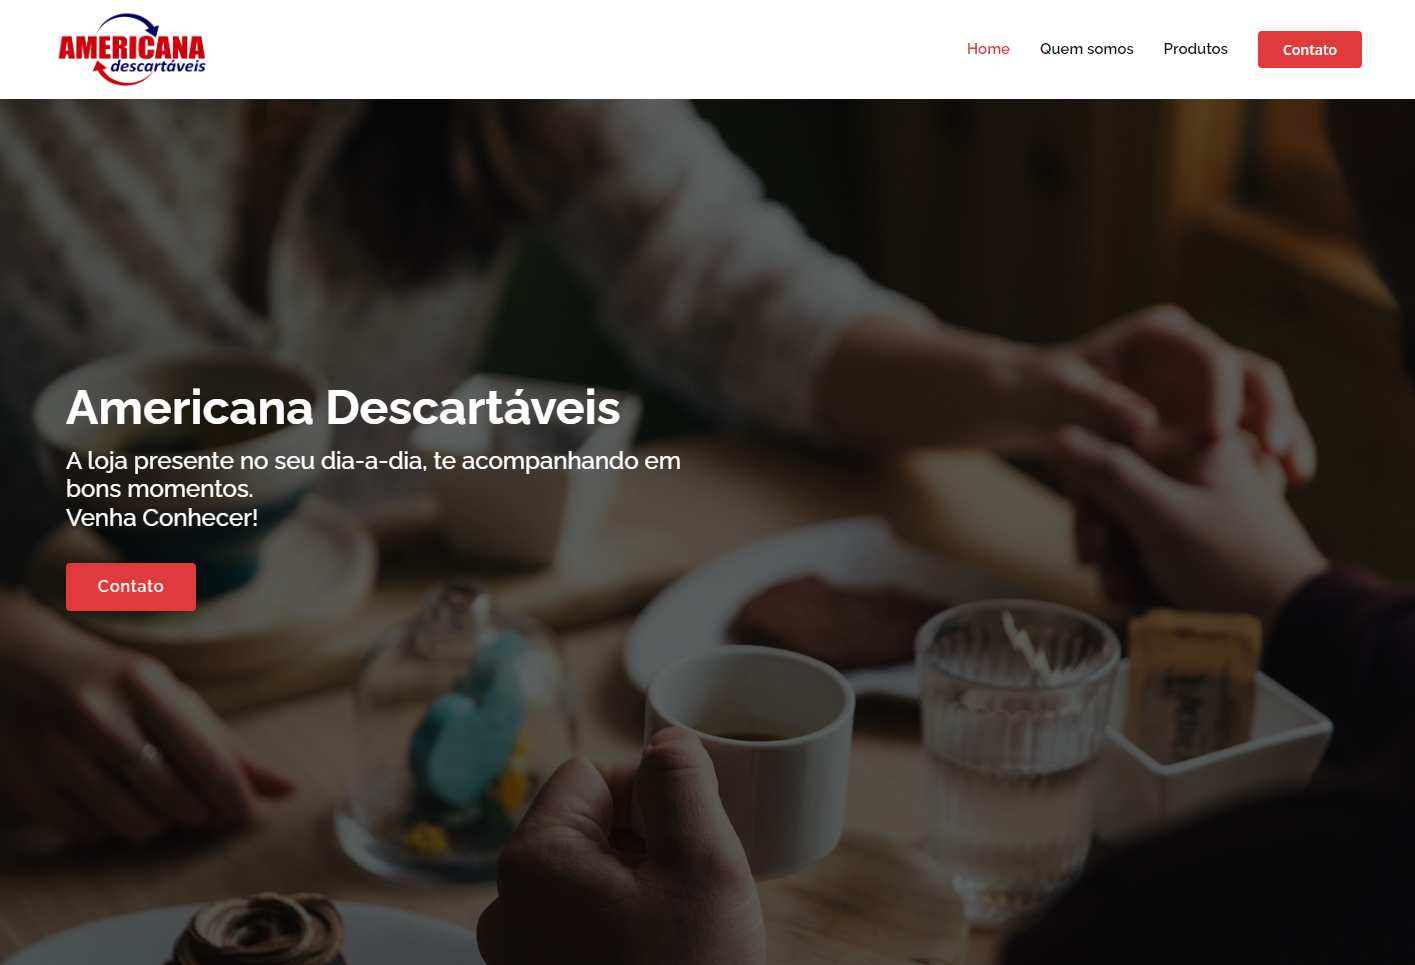 AMERICANA
descartáveis
Home
Quem somos
Produtos
Contato
Americana Descartáveis
A loja presente no seu dia-a-dia, te acompanhando em
bons momentos.
Venha Conhecer!
Contato